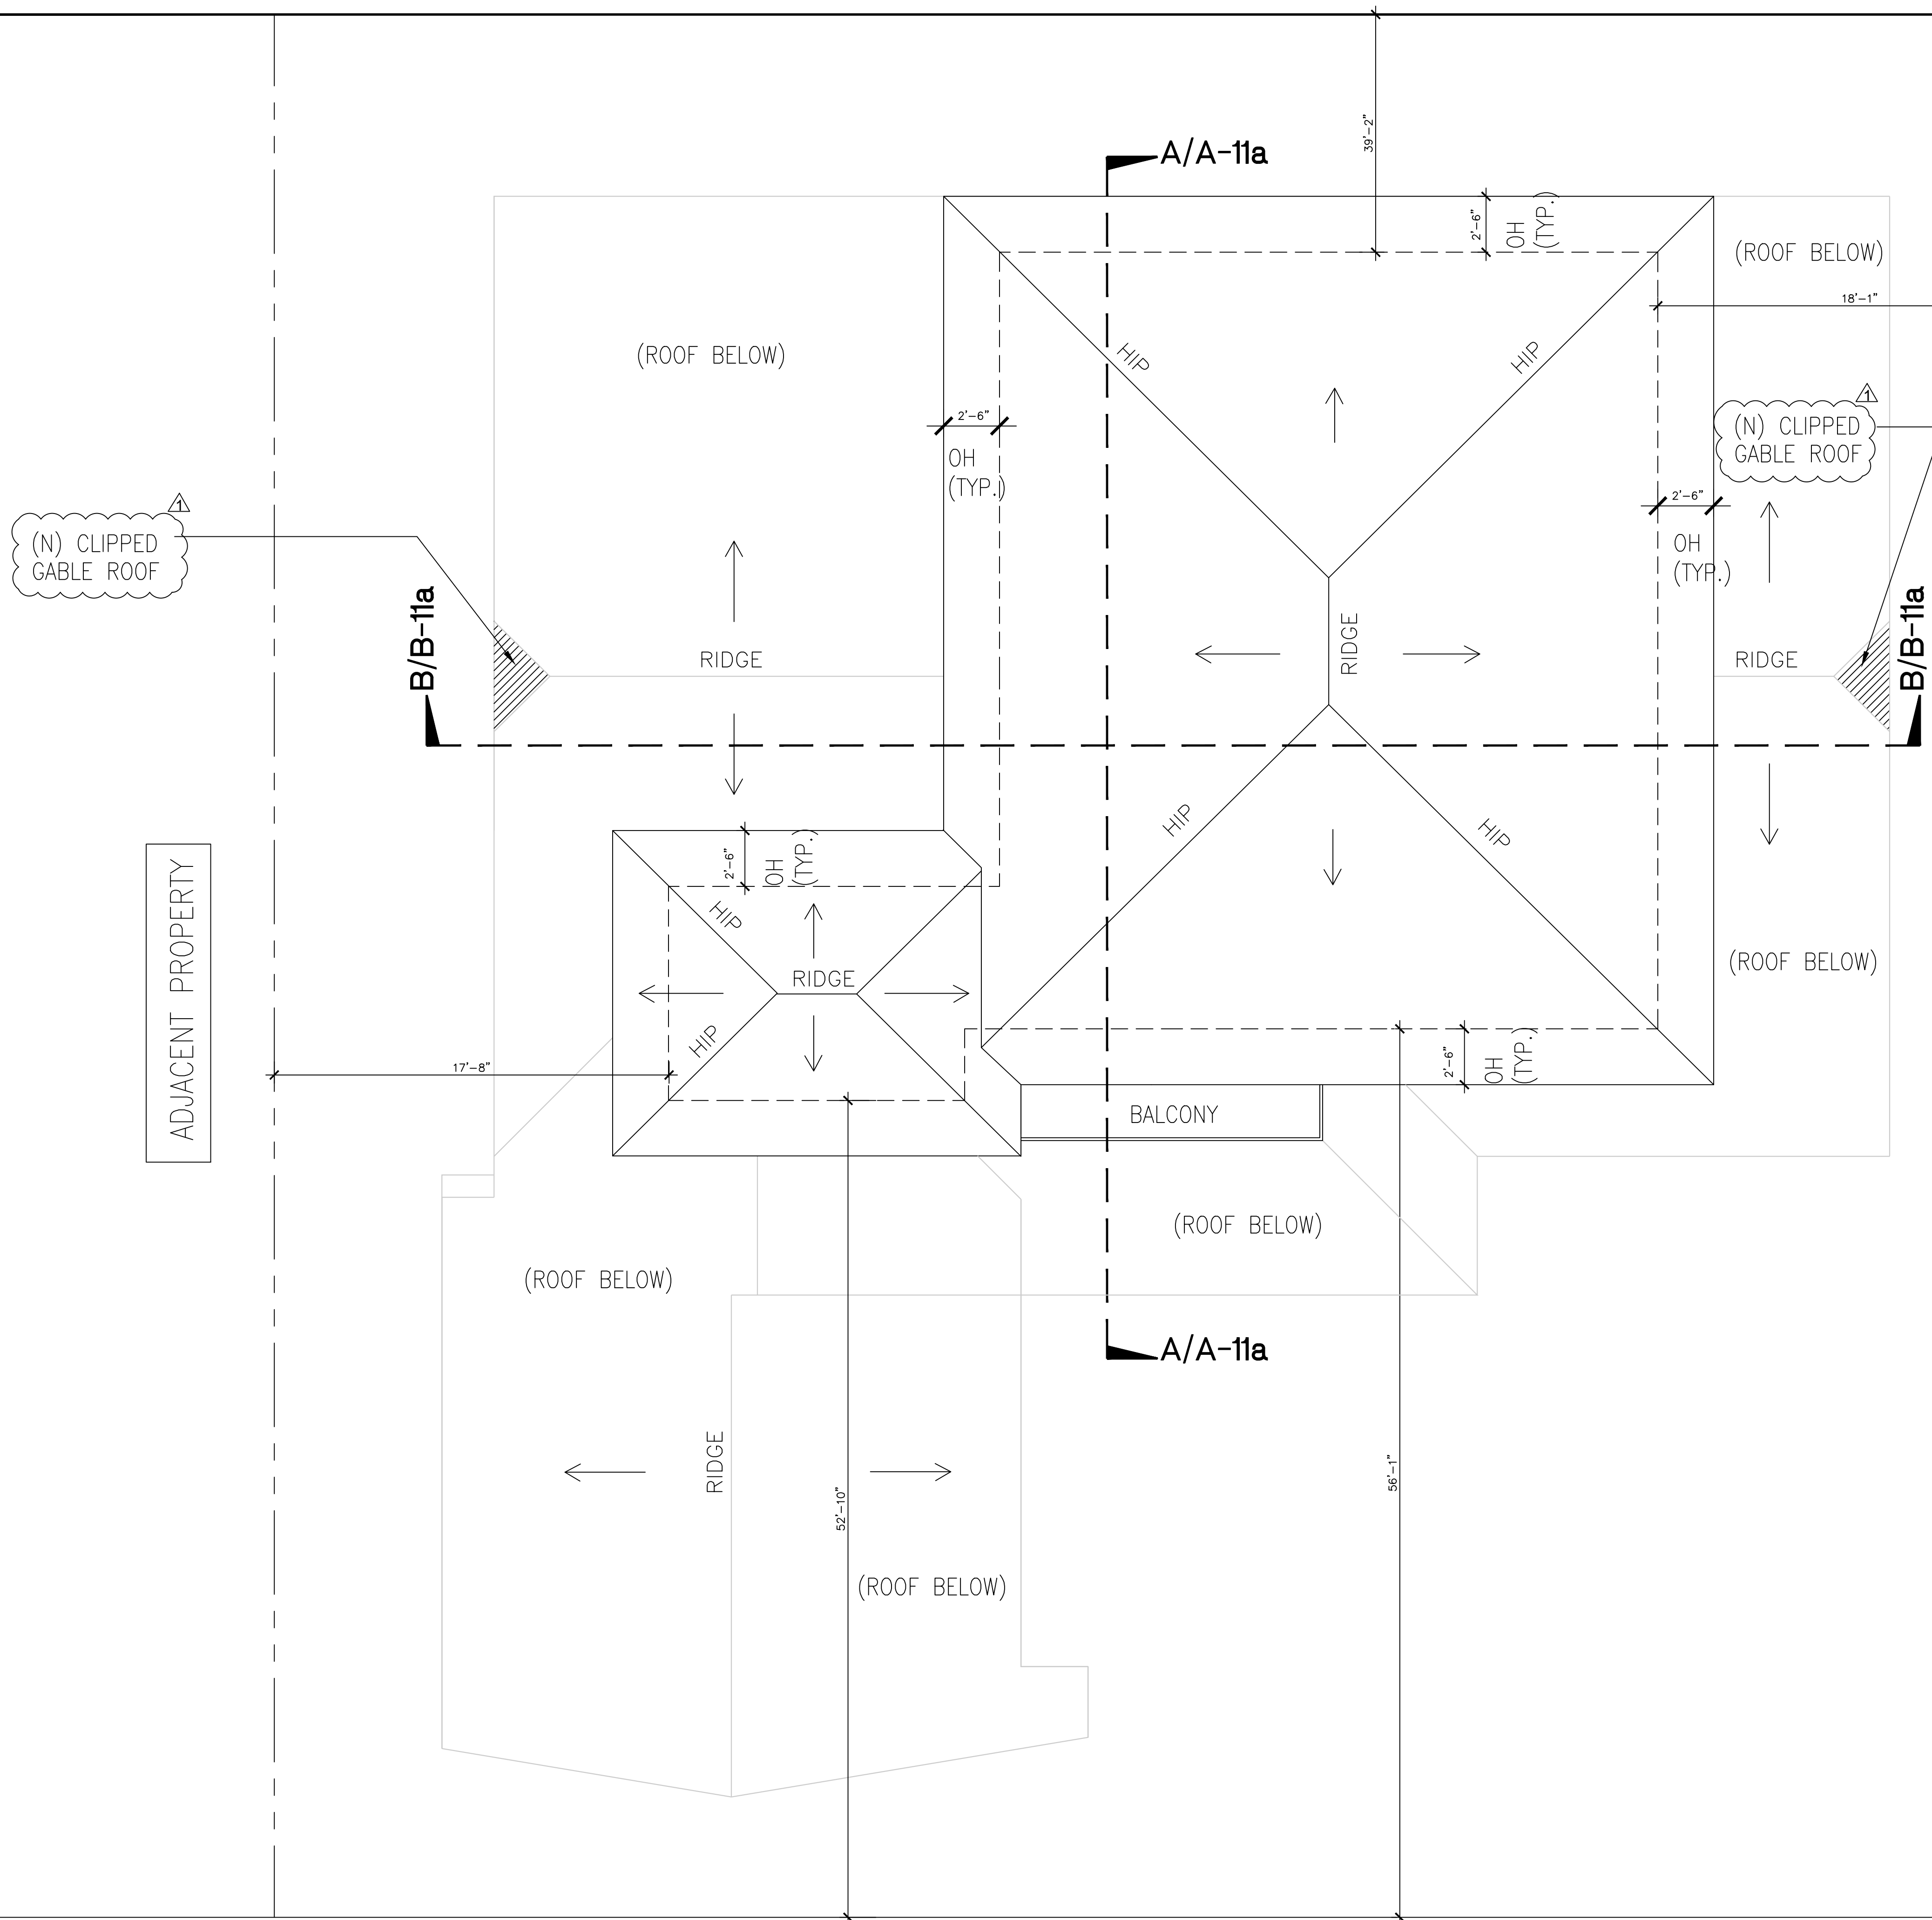 39'-2"
A/A-11a
2'-6"
OH
(TYP.)
(ROOF BELOW)
18'-1"
(ROOF BELOW)
HIP
HIP
2'-6"
OH
(TYP.)
1
(N) CLIPPED
GABLE ROOF
2'-6"
OH
(TYP.)
1
(N) CLIPPED
GABLE ROOF
B/B-11a
RIDGE
RIDGE
RIDGE
B/B-11a
HIP
HIP
2'-6"
OH
(TYP.)
ADJACENT PROPERTY
HIP
RIDGE
HIP
(ROOF BELOW)
17'-8"
2'-6"
OH
(TYP.)
BALCONY
(ROOF BELOW)
(ROOF BELOW)
A/A-11a
RIDGE
52'-10"
56'-1"
(ROOF BELOW)